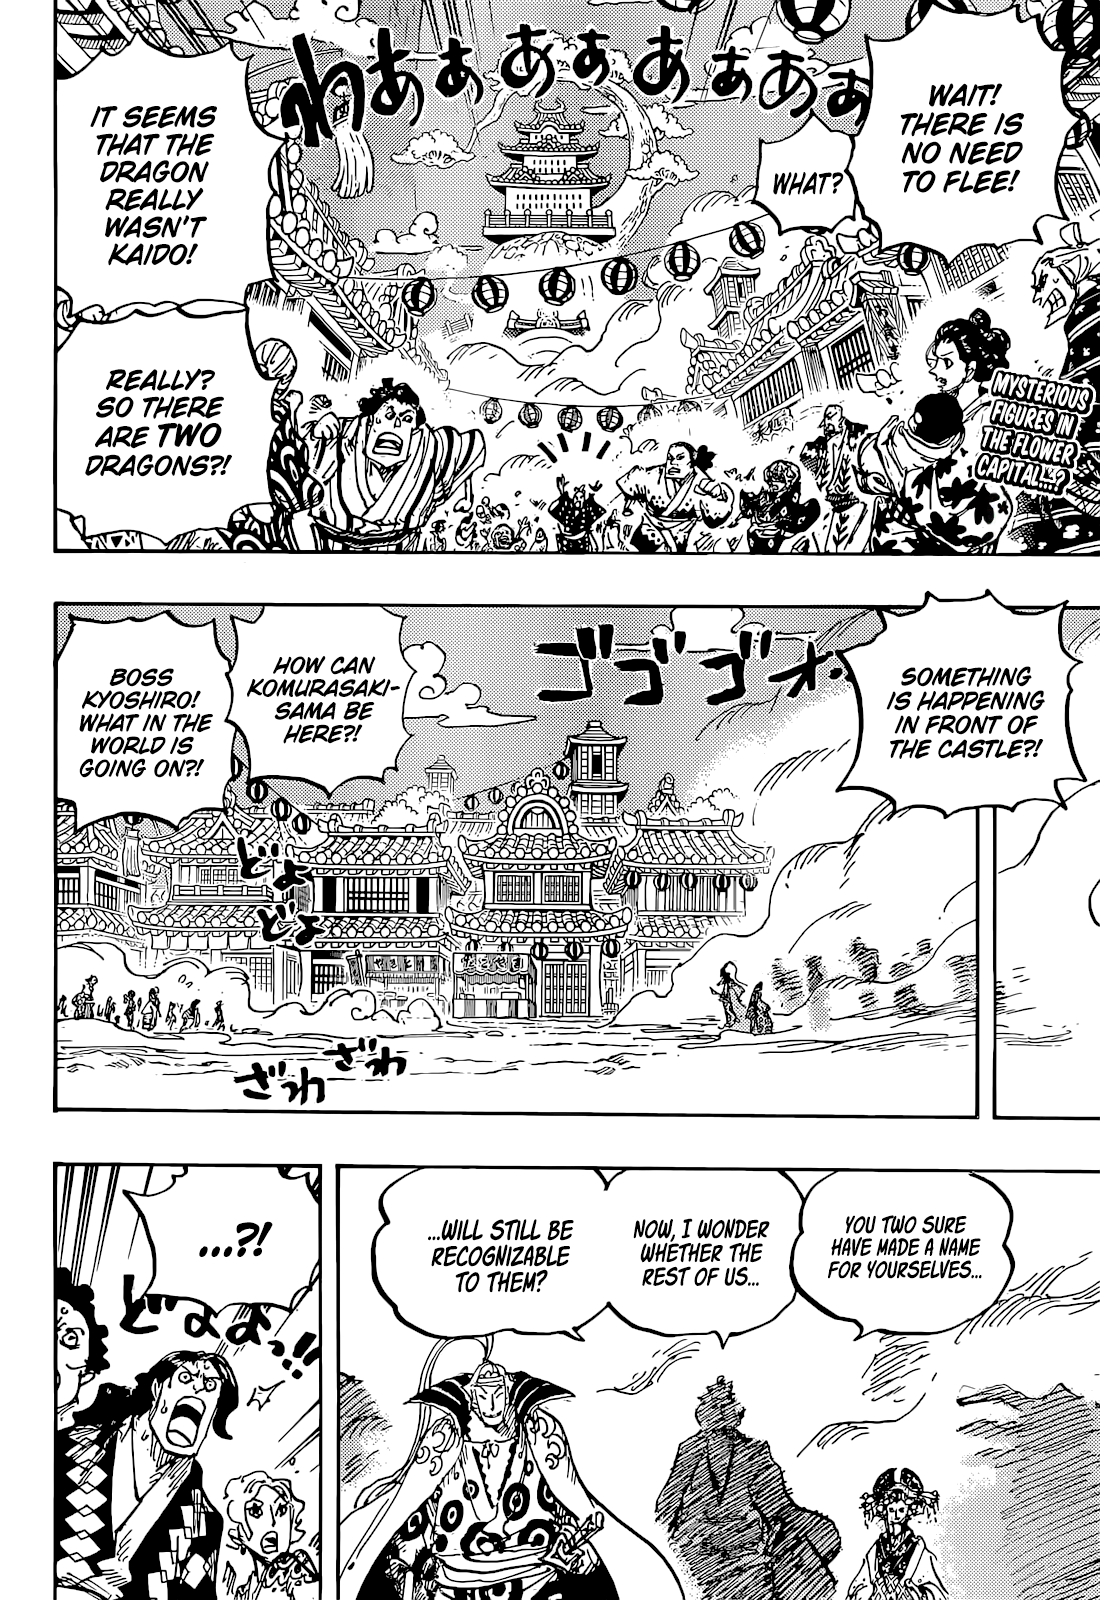 WAIT!
THERE IS
NO NEED
TO FLEE!
WHAT?
わあぁあぁあぁああぁ
IT SEEMS
THAT THE
DRAGON
REALLY
WASN'T
KAIDO!
REALLY?
SO THERE
ARE TWO
DRAGONS?!
MYSTERIOUS
FIGURES IN
THE FLOWER
CAPITAL...?
SOMETHING
IS HAPPENING
IN FRONT OF
THE CASTLE?!
ゴゴゴオ
HOW CAN
KOMURASAKI-
SAMA BE
HERE?!
BOSS
KYOSHIRO!
WHAT IN THE
WORLD IS
GOING ON?!
どよ
どよ
ざわ
ざわ
YOU TWO SURE
HAVE MADE A NAME
FOR YOURSELVES...
NOW, I WONDER
WHETHER THE
REST OF US...
...WILL STILL BE
RECOGNIZABLE
TO THEM?
...?!
どよよっ!!